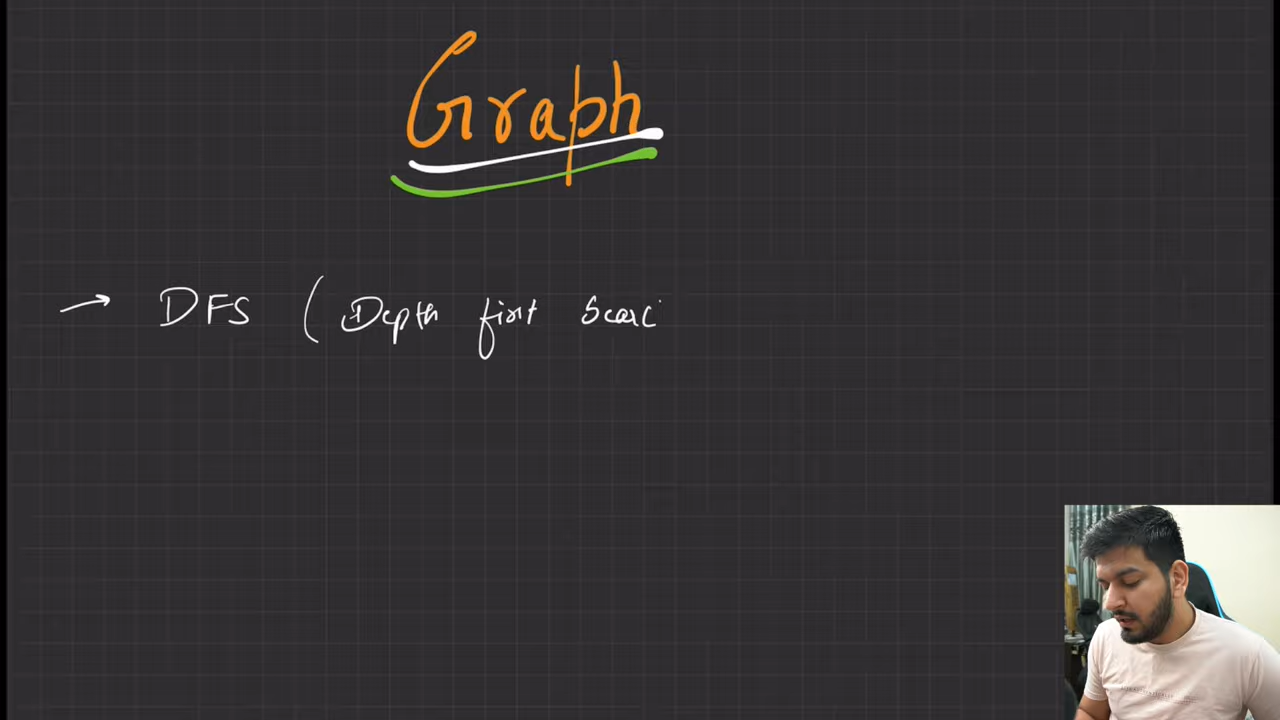 Graph
→ DFS ( Depth first Searc